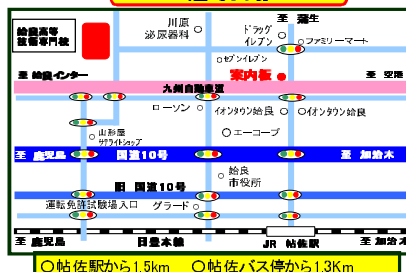 至 蒲生
川原
泌尿器科
ドラッグ
イレブン
ファミリーマート
姶良高等
技術専門校
セブンイレブン
案内板
至 姶良インター
至 空港
九州自動車道
ローソン
イオンタウン姶良
イオンタウン姶良
山形屋
サテライトショップ
エーコープ
至 鹿児島
国道10号
至 加治木
姶良
市役所
旧 国道10号
運転免許試験場入口
グラード
至 鹿児島
日豊本線
JR 帖佐駅
至 加治木
〇帖佐駅から1.5km 〇帖佐バス停から1.3Km